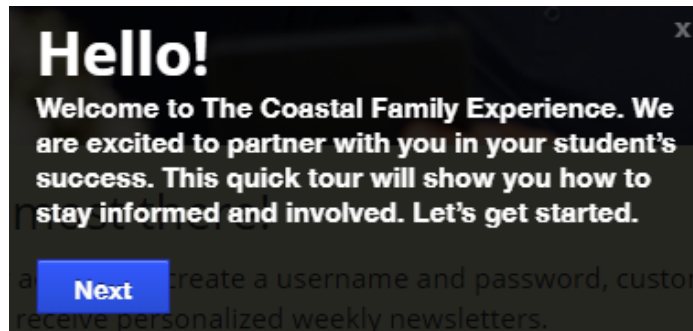 Hello!
x
Welcome to The Coastal Family Experience. We
are excited to partner with you in your student's
success. This quick tour will show you how to
stay informed and involved. Let's get started.
there!
Next
create a username and password,
receive personalized weekly newsletters.